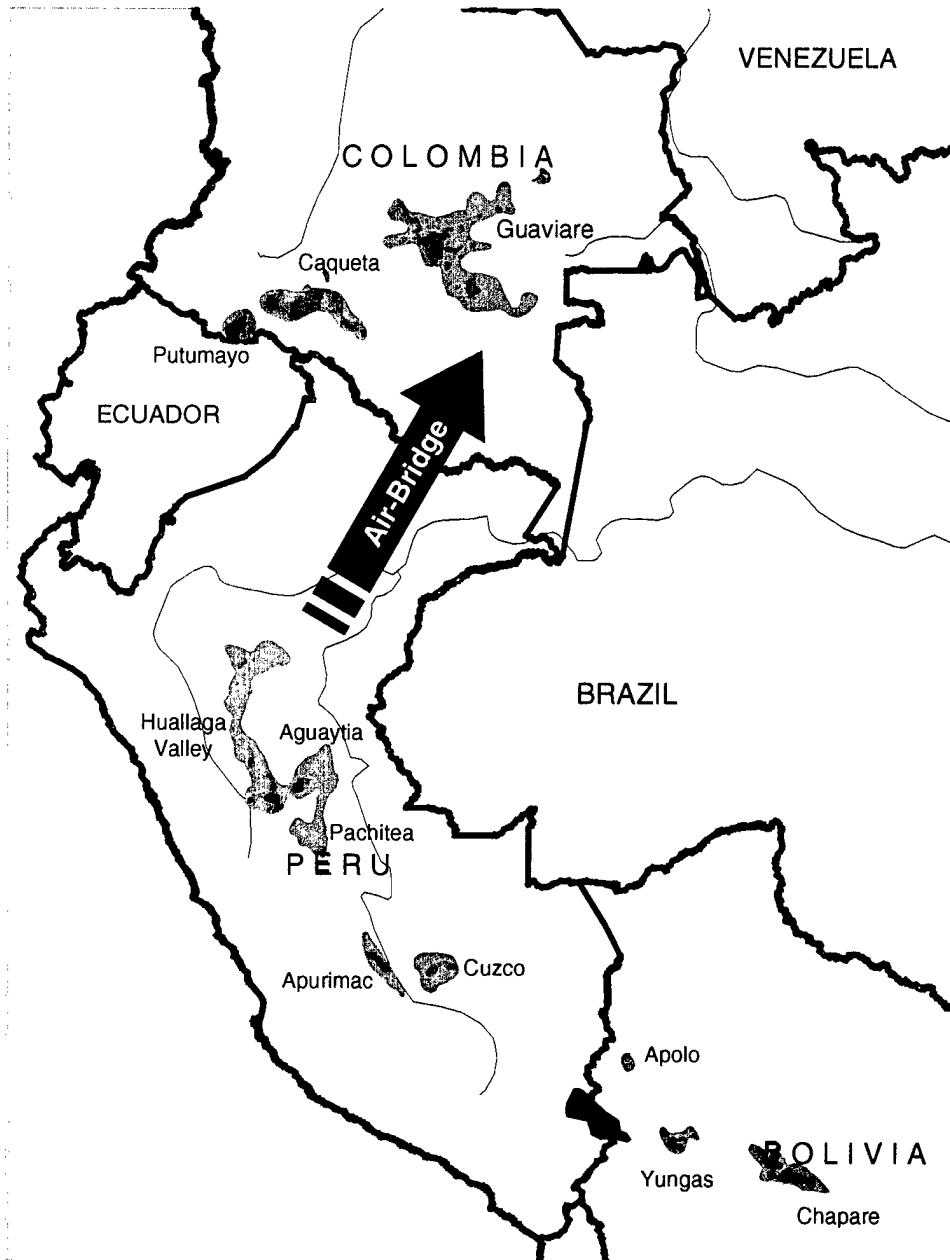 VENEZUELA
COLOMBIA
Guaviare
Caqueta
Putumayo
ECUADOR
Air-Bridge
BRAZIL
Huallaga
Valley
Aguaytia
Pachitea
PERU
Apurimac
Cuzco
Apolo
BOLIVIA
Yungas
Chapare